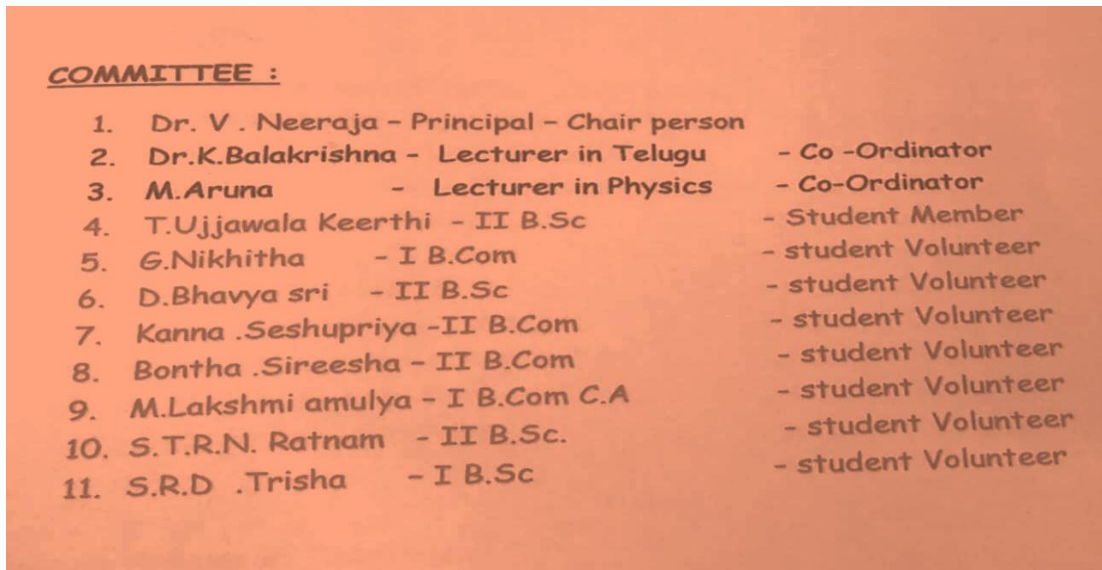 COMMITTEE :
1. Dr. V . Neeraja – Principal – Chair person
2. Dr.K.Balakrishna - Lecturer in Telugu - Co -Ordinator
3. M.Aruna - Lecturer in Physics - Co-Ordinator
4. T.Ujjawala Keerthi - II B.Sc - Student Member
5. G.Nikhitha - I B.Com - student Volunteer
6. D.Bhavya sri - II B.Sc - student Volunteer
7. Kanna .Seshupriya -II B.Com - student Volunteer
8. Bontha .Sireesha – II B.Com - student Volunteer
9. M.Lakshmi amulya – I B.Com C.A - student Volunteer
10. S.T.R.N. Ratnam - II B.Sc. - student Volunteer
11. S.R.D .Trisha - I B.Sc - student Volunteer